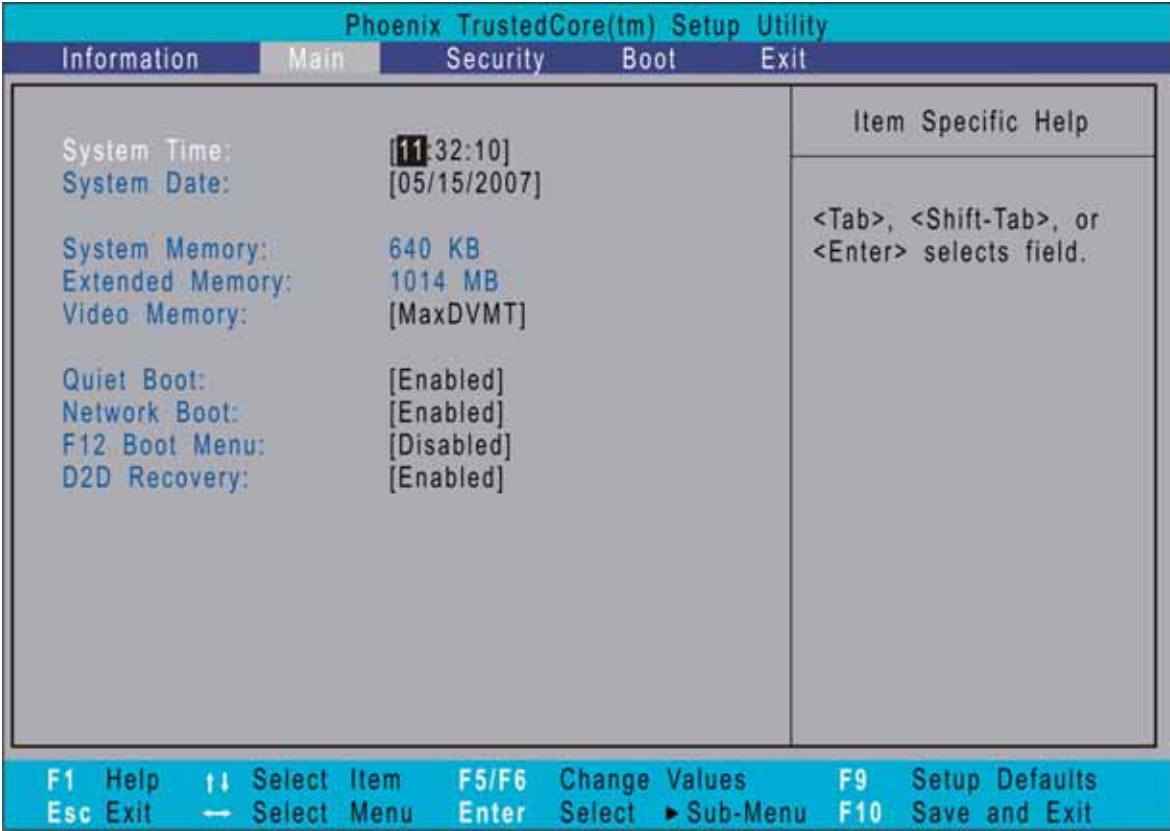 Phoenix TrustedCore(tm) Setup Utility
Information Main Security Boot Exit
System Time: [11:32:10]
System Date: [05/15/2007]
System Memory: 640 KB
Extended Memory: 1014 MB
Video Memory: [MaxDVMT]
Quiet Boot: [Enabled]
Network Boot: [Enabled]
F12 Boot Menu: [Disabled]
D2D Recovery: [Enabled]
Item Specific Help
<Tab>, <Shift-Tab>, or
<Enter> selects field.
F1 Help ↑↓ Select Item F5/F6 Change Values F9 Setup Defaults
Esc Exit ↔ Select Menu Enter Select ►Sub-Menu F10 Save and Exit